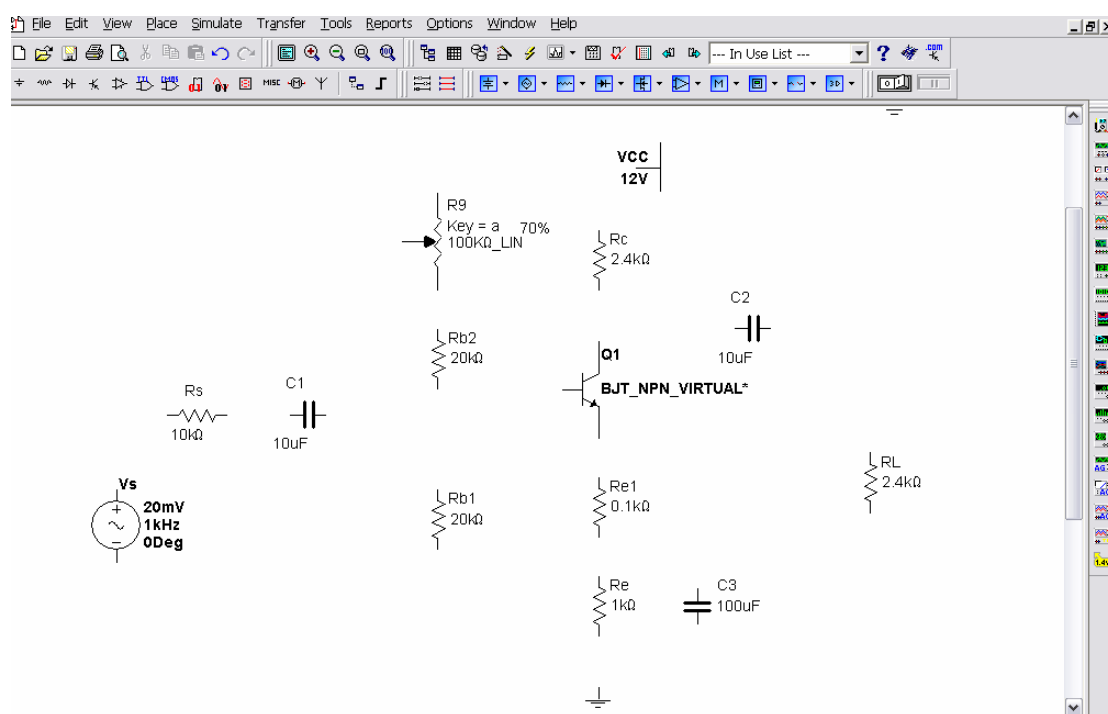 File Edit View Place Simulate Transfer Tools Reports Options Window Help
--- In Use List ---
VCC
12V
R9
Key = a 70%
100KΩ_LIN
Rc
2.4kΩ
C2
10uF
Rb2
20kΩ
Q1
BJT_NPN_VIRTUAL*
Rs
10kΩ
C1
10uF
RL
2.4kΩ
Vs
20mV
1kHz
0Deg
Rb1
20kΩ
Re1
0.1kΩ
Re
1kΩ
C3
100uF